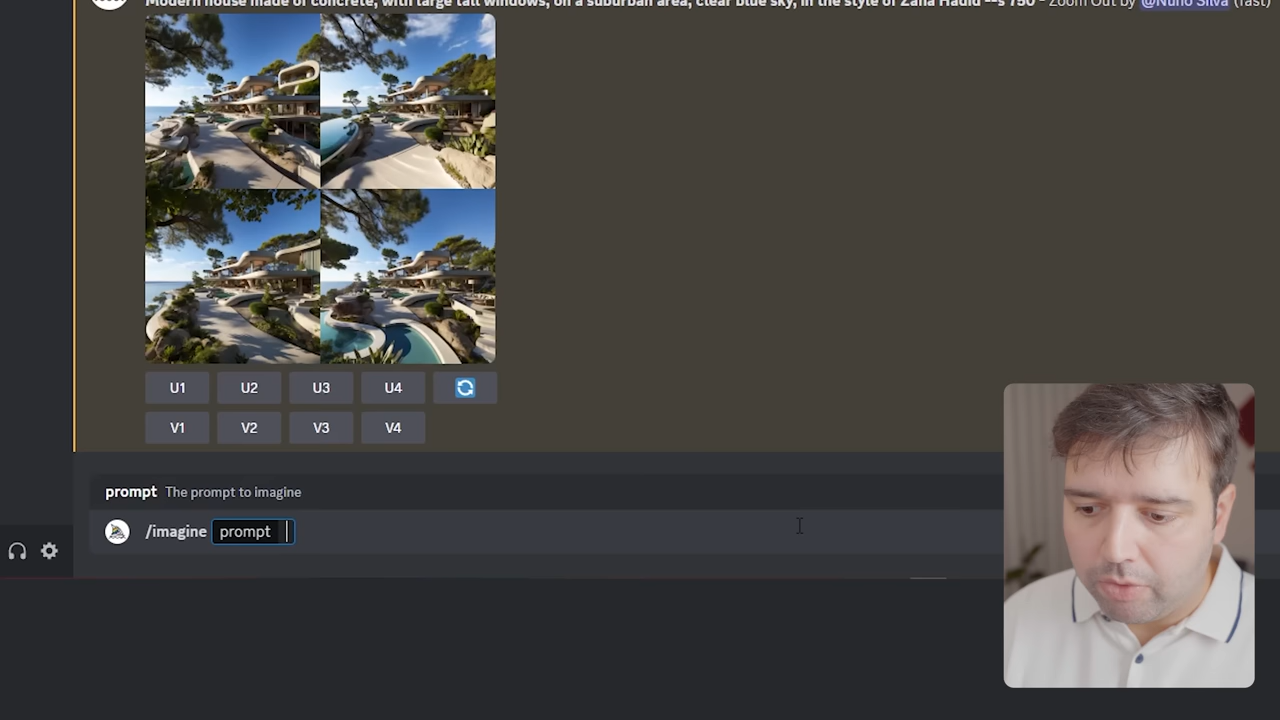 Modern house made of concrete, with large tall windows, on a suburban area, clear blue sky, in the style of Zaha Hadid --s 750 - Zoom Out by @Nuno Silva (fast)
U1 U2 U3 U4
V1 V2 V3 V4
prompt The prompt to imagine
/imagine prompt